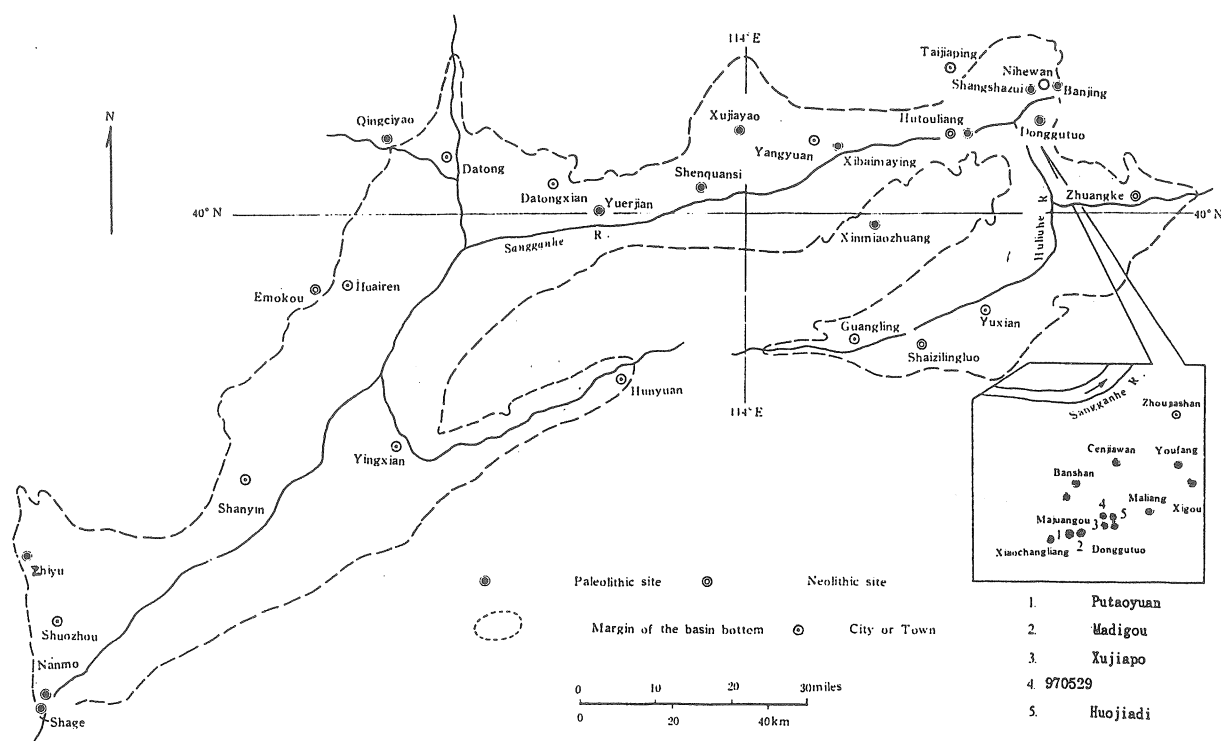 N
114°E
Taijiaping
Nihewan
Shangshazui
Banjing
Qingciyao
Xujiayao
Hutouliang
Donggutuo
Datong
Yangyuan
Xibaimaying
Shenquansi
Datongxian
Zhuangke
40°N
Yuerjian
40°N
Sangganhe R.
Xinmiaozhuang
Huliuhe R.
Emokou
Huairen
Guangling
Yuxian
Shaizilingluo
Hunyuan
114°E
Sangganhe R.
Zhoupashan
Yingxian
Cenjiawan
Youfang
Banshan
Shanyin
Maliang
Xigou
4
5
Majuangou
3
1
2
Donggutuo
Xiaochangliang
Zhiyu
Paleolithic site
Neolithic site
Shuozhou
Margin of the basin bottom
City or Town
Nanmo
Shage
0 10 20 30miles
0 20 40km
1. Putaoyuan
2. Madigou
3. Xujiapo
4. 970529
5. Huojiadi